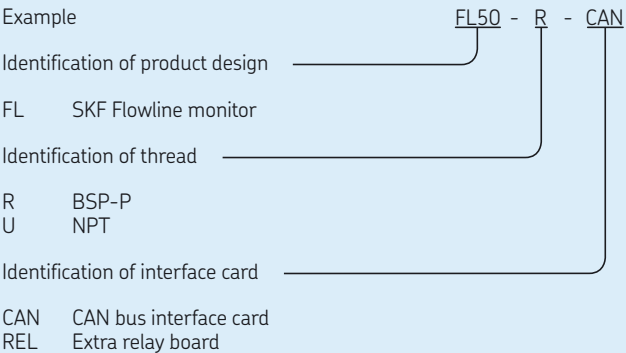 Example FL50 - R - CAN
Identification of product design
FL SKF Flowline monitor
Identification of thread
R BSP-P
U NPT
Identification of interface card
CAN CAN bus interface card
REL Extra relay board